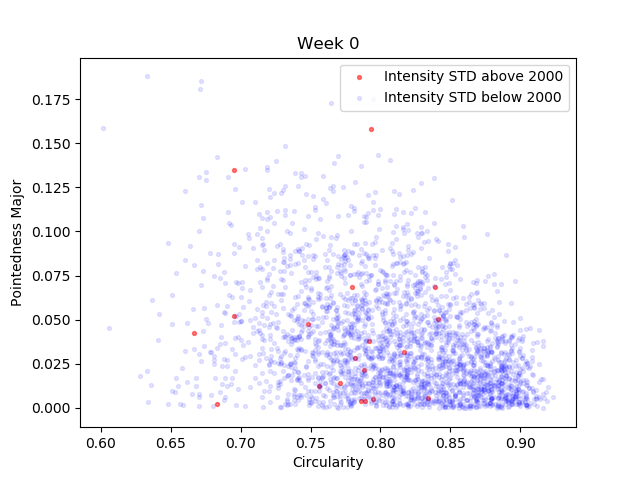 Week 0
Intensity STD above 2000
Intensity STD below 2000
Pointedness Major
0.175
0.150
0.125
0.100
0.075
0.050
0.025
0.000
0.60 0.65 0.70 0.75 0.80 0.85 0.90
Circularity